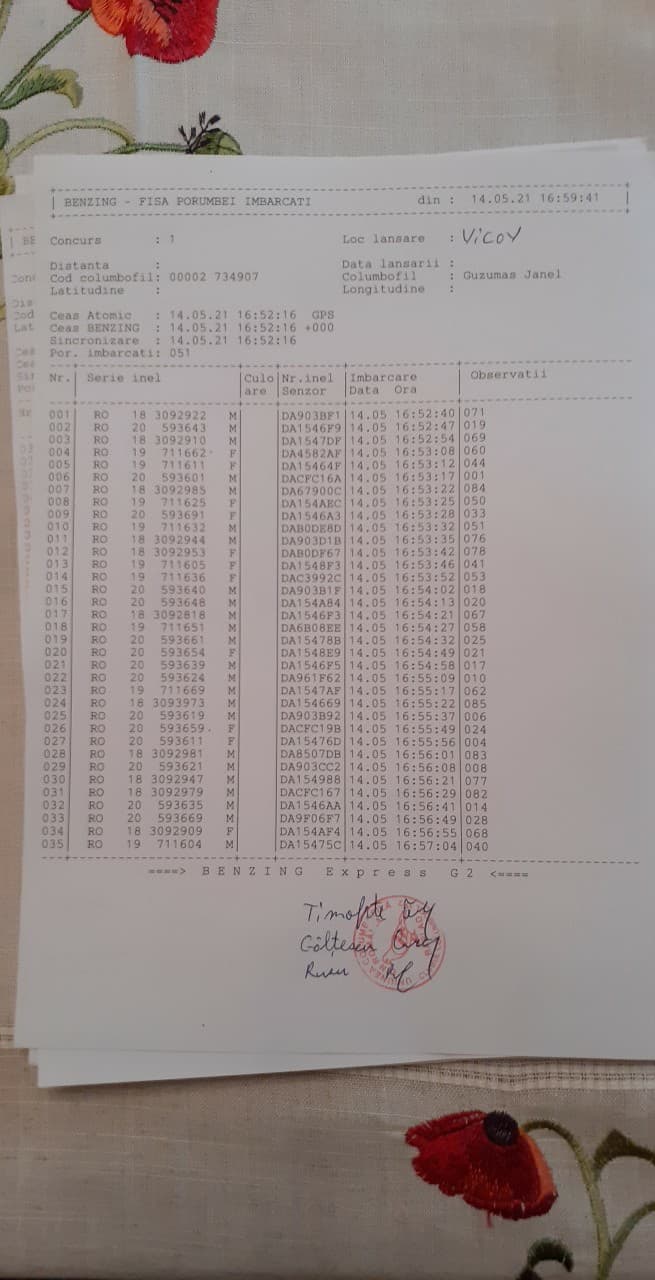 BENZING - FISA PORUMBEI IMBARCATI din : 14.05.21 16:59:41
Concurs : 1 Loc lansare : Vicov
Distanta : Data lansarii :
Cod columbofil: 00002 734907 Columbofil : Guzumas Janel
Latitudine : Longitudine :
Ceas Atomic : 14.05.21 16:52:16 GPS
Ceas BENZING : 14.05.21 16:52:16 +000
Sincronizare : 14.05.21 16:52:16
Por. imbarcati: 051
Nr. Serie inel Culo Nr.inel Imbarcare Observatii
are Senzor Data Ora
001 RO 18 3092922 M DA903BF1 14.05 16:52:40 071
002 RO 20 593643 M DA1546F9 14.05 16:52:47 019
003 RO 18 3092910 M DA1547DF 14.05 16:52:54 069
004 RO 19 711662 F DA4582AF 14.05 16:53:08 060
005 RO 19 711611 F DA15464F 14.05 16:53:12 044
006 RO 20 593601 M DACFC16A 14.05 16:53:17 001
007 RO 18 3092985 M DA67900C 14.05 16:53:22 084
008 RO 19 711625 F DA154AEC 14.05 16:53:25 050
009 RO 20 593691 F DA1546A3 14.05 16:53:28 033
010 RO 19 711632 M DAB0DE8D 14.05 16:53:32 051
011 RO 18 3092944 M DA903D1B 14.05 16:53:35 076
012 RO 18 3092953 F DAB0DF67 14.05 16:53:42 078
013 RO 19 711605 F DA1548F3 14.05 16:53:46 041
014 RO 19 711636 F DAC3992C 14.05 16:53:52 053
015 RO 20 593640 M DA903B1F 14.05 16:54:02 018
016 RO 20 593648 M DA154A84 14.05 16:54:13 020
017 RO 18 3092818 M DA1546F3 14.05 16:54:21 067
018 RO 19 711651 M DA6B08EE 14.05 16:54:27 058
019 RO 20 593661 M DA15478B 14.05 16:54:32 025
020 RO 20 593654 F DA1548E9 14.05 16:54:49 021
021 RO 20 593639 M DA1546F5 14.05 16:54:58 017
022 RO 20 593624 M DA961F62 14.05 16:55:09 010
023 RO 19 711669 M DA1547AF 14.05 16:55:17 062
024 RO 18 3093973 M DA154669 14.05 16:55:22 085
025 RO 20 593619 M DA903B92 14.05 16:55:37 006
026 RO 20 593659 F DACFC19B 14.05 16:55:49 024
027 RO 20 593611 F DA15476D 14.05 16:55:56 004
028 RO 18 3092981 M DA8507DB 14.05 16:56:01 083
029 RO 20 593621 M DA903CC2 14.05 16:56:08 008
030 RO 18 3092947 M DA154988 14.05 16:56:21 077
031 RO 18 3092979 M DACFC167 14.05 16:56:29 082
032 RO 20 593635 M DA1546AA 14.05 16:56:41 014
033 RO 20 593669 M DA9F06F7 14.05 16:56:49 028
034 RO 18 3092909 F DA154AF4 14.05 16:56:55 068
035 RO 19 711604 M DA15475C 14.05 16:57:04 040
====> BENZING Express G2 <====
Timofte